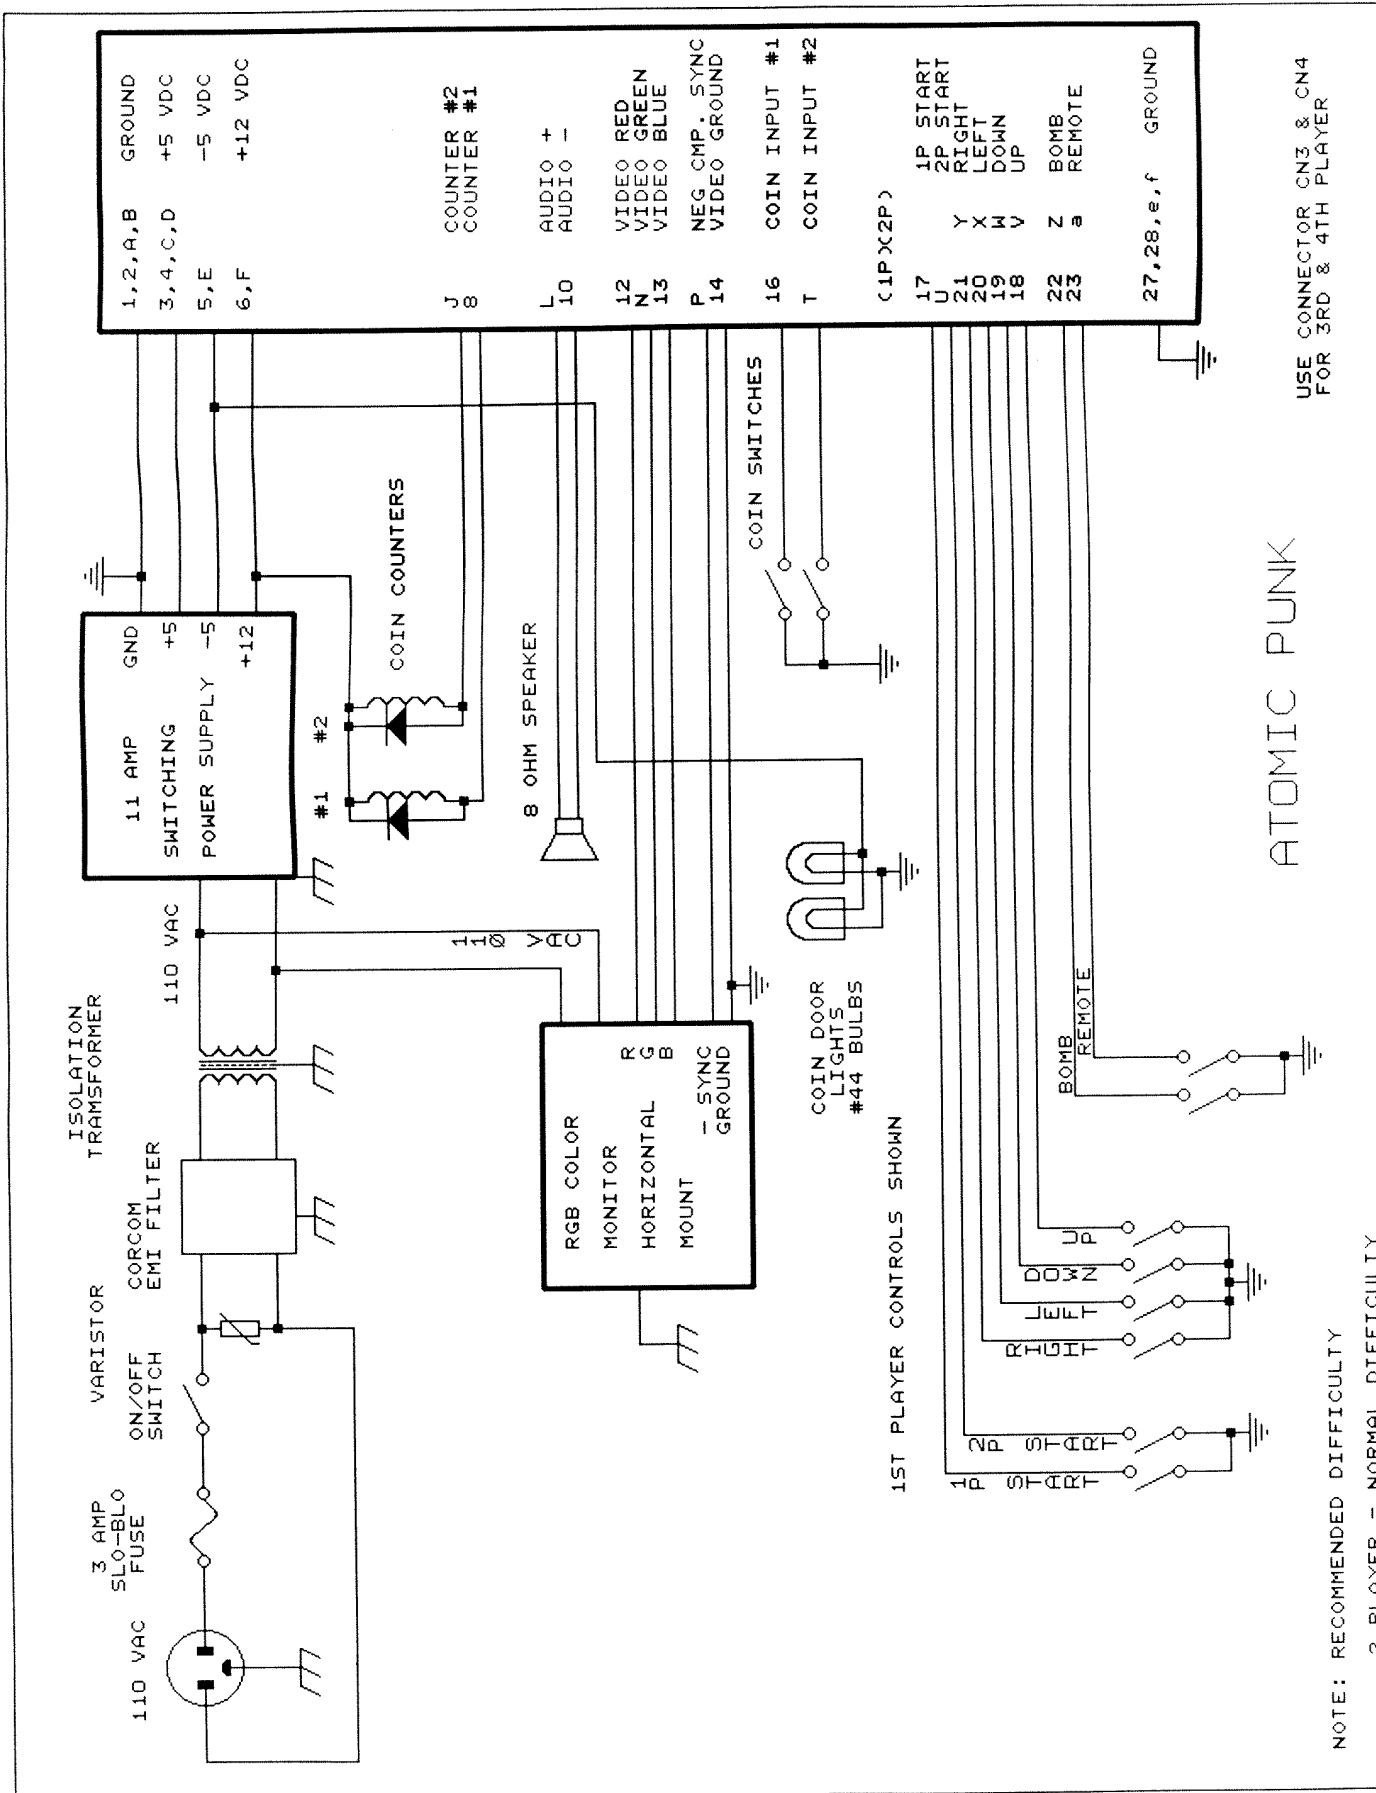 110 VAC
3 AMP
SLO-BLO
FUSE
ON/OFF
SWITCH
VARISTOR
CORCOM
EMI FILTER
ISOLATION
TRAMSFORMER
110 VAC
11 AMP
SWITCHING
POWER SUPPLY
GND
+5
-5
+12
1,2,A,B GROUND
3,4,C,D +5 VDC
5,E -5 VDC
6,F +12 VDC
#1 #2
COIN COUNTERS
J COUNTER #2
8 COUNTER #1
110 VAC
8 OHM SPEAKER
L AUDIO +
10 AUDIO -
RGB COLOR
MONITOR
HORIZONTAL
MOUNT
R
G
B
- SYNC
GROUND
12 VIDEO RED
N VIDEO GREEN
13 VIDEO BLUE
P NEG CMP. SYNC
14 VIDEO GROUND
COIN SWITCHES
16 COIN INPUT #1
T COIN INPUT #2
COIN DOOR
LIGHTS
#44 BULBS
1ST PLAYER CONTROLS SHOWN
(1P)(2P)
17 1P START
U 2P START
21 Y RIGHT
20 X LEFT
19 W DOWN
18 V UP
22 Z BOMB
23 a REMOTE
27,28,e,f GROUND
1P START
2P START
RIGHT
LEFT
DOWN
UP
BOMB
REMOTE
ATOMIC PUNK
USE CONNECTOR CN3 & CN4
FOR 3RD & 4TH PLAYER
NOTE: RECOMMENDED DIFFICULTY
PLAYER - NORMAL DIFFICULTY